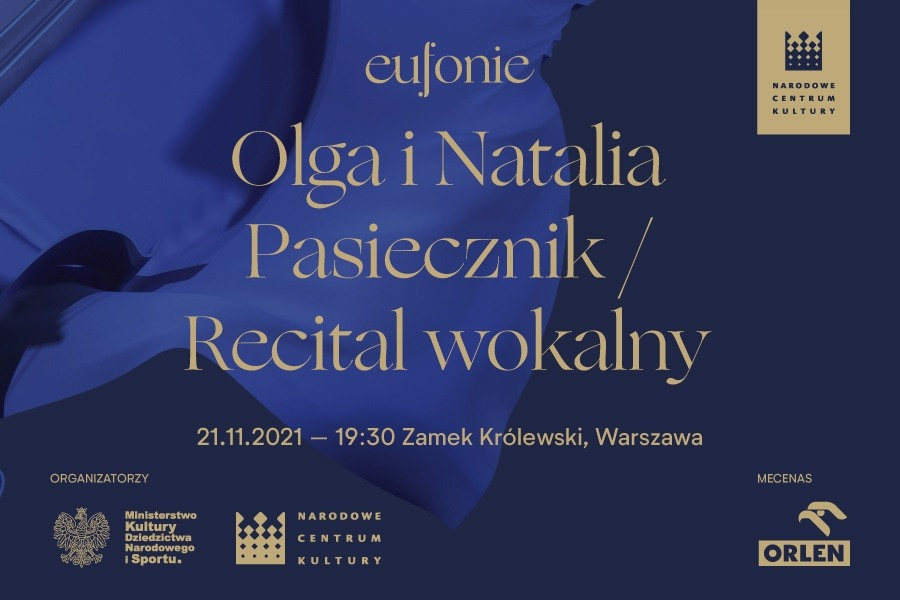 eufonie
NARODOWE
CENTRUM
KULTURY
Olga i Natalia
Pasiecznik /
Recital wokalny
21.11.2021 – 19:30 Zamek Królewski, Warszawa
ORGANIZATORZY
Ministerstwo
Kultury
Dziedzictwa
Narodowego
i Sportu.
NARODOWE
CENTRUM
KULTURY
MECENAS
ORLEN